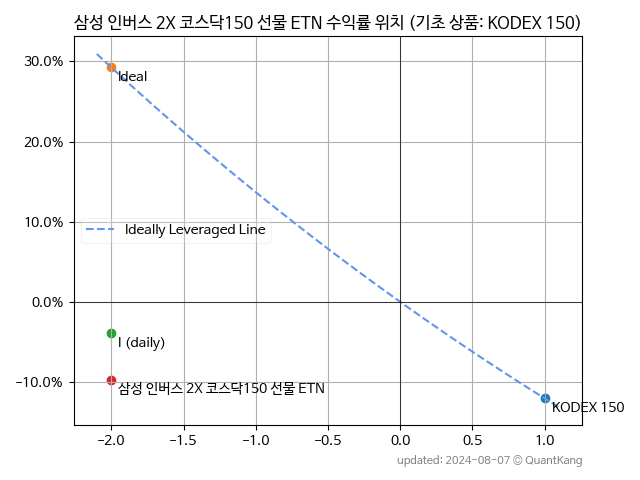 삼성 인버스 2X 코스닥150 선물 ETN 수익률 위치 (기초 상품: KODEX 150)
30.0%
Ideal
20.0%
10.0%
Ideally Leveraged Line
0.0%
I (daily)
−10.0%
삼성 인버스 2X 코스닥150 선물 ETN
KODEX 150
−2.0 −1.5 −1.0 −0.5 0.0 0.5 1.0
updated: 2024-08-07 © QuantKang